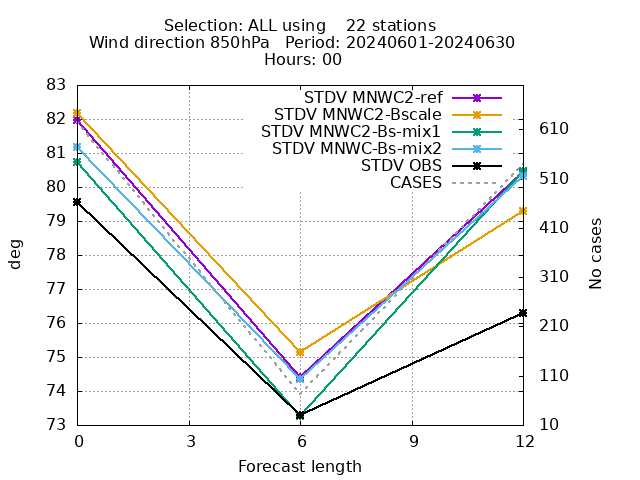 Selection: ALL using    22 stations
Wind direction 850hPa   Period: 20240601-20240630
Hours: 00
STDV MNWC2-ref
STDV MNWC2-Bscale
STDV MNWC2-Bs-mix1
STDV MNWC-Bs-mix2
STDV OBS
CASES
83
82
81
80
79
78
77
76
75
74
73
deg
610
510
410
310
210
110
10
No cases
0 3 6 9 12
Forecast length